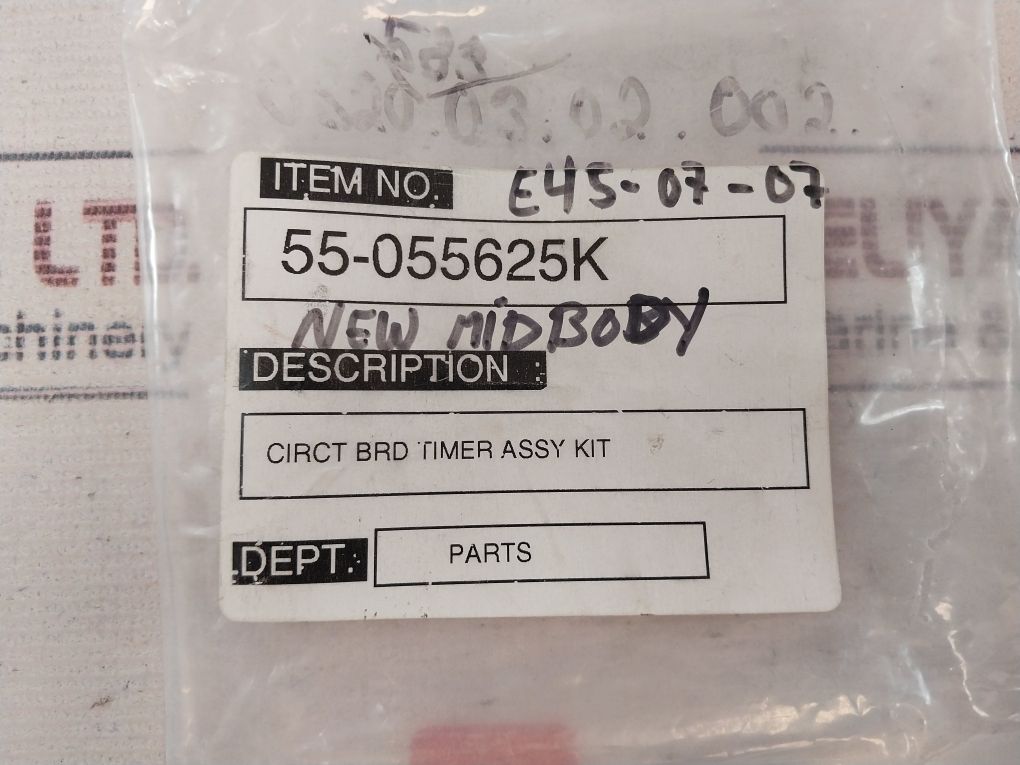 583
03.02.002.
ITEM NO. E45-07-07
55-055625K
NEW MIDBODY
DESCRIPTION :
CIRCT BRD TIMER ASSY KIT
DEPT.: PARTS
LTD.